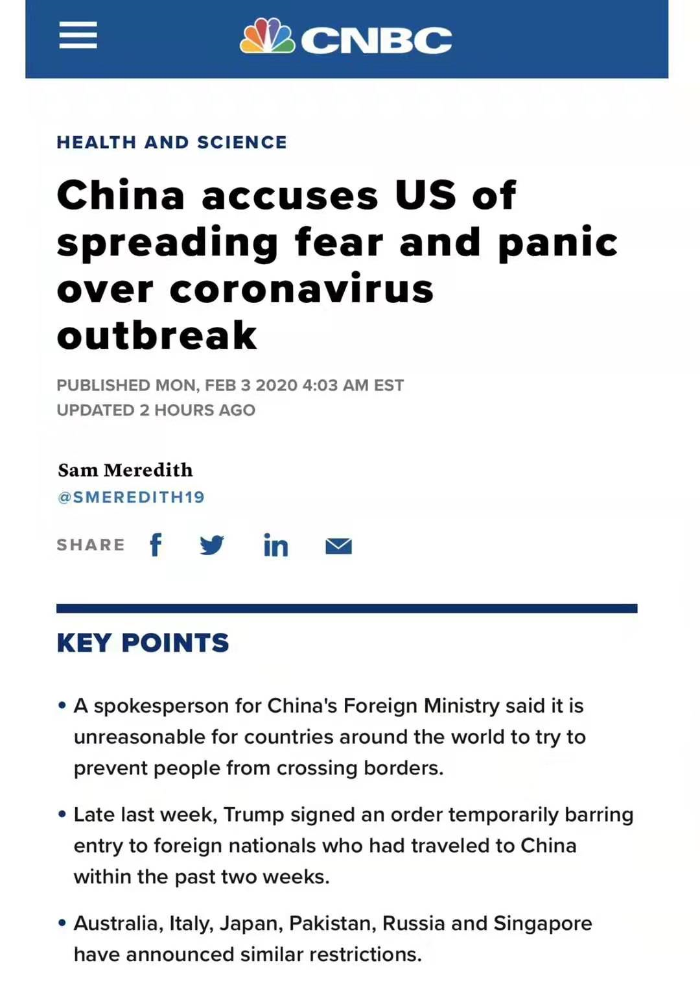 CNBC
HEALTH AND SCIENCE
China accuses US of
spreading fear and panic
over coronavirus
outbreak
PUBLISHED MON, FEB 3 2020 4:03 AM EST
UPDATED 2 HOURS AGO
Sam Meredith
@SMEREDITH19
SHARE f in
KEY POINTS
• A spokesperson for China's Foreign Ministry said it is
unreasonable for countries around the world to try to
prevent people from crossing borders.
• Late last week, Trump signed an order temporarily barring
entry to foreign nationals who had traveled to China
within the past two weeks.
• Australia, Italy, Japan, Pakistan, Russia and Singapore
have announced similar restrictions.